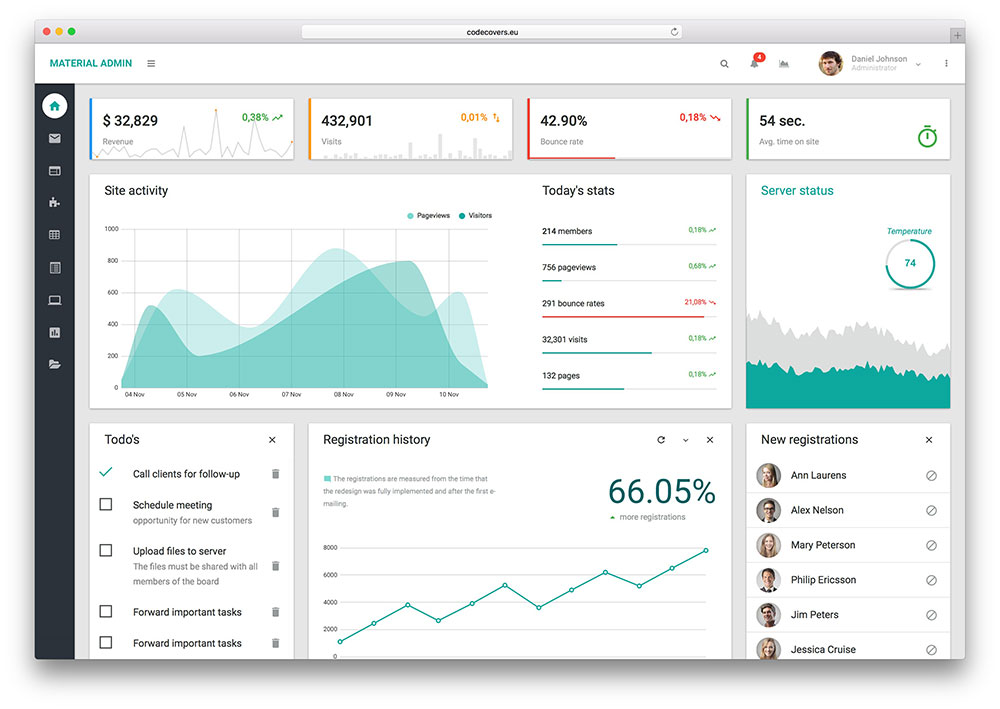 codecovers.eu
MATERIAL ADMIN
4
Daniel Johnson
Administrator
$ 32,829
0,38%
Revenue
432,901
0,01%
Visits
42.90%
0,18%
Bounce rate
54 sec.
Avg. time on site
Site activity
Pageviews Visitors
1000
800
600
400
200
0
04 Nov 05 Nov 06 Nov 07 Nov 08 Nov 09 Nov 10 Nov
Today's stats
214 members 0,18%
756 pageviews 0,68%
291 bounce rates 21,08%
32,301 visits 0,18%
132 pages 0,18%
Server status
Temperature
74
Todo's
Call clients for follow-up
Schedule meeting
opportunity for new customers
Upload files to server
The files must be shared with all
members of the board
Forward important tasks
Forward important tasks
Registration history
The registrations are measured from the time that
the redesign was fully implemented and after the first e-
mailing.
66.05%
more registrations
8000
6000
4000
2000
0
New registrations
Ann Laurens
Alex Nelson
Mary Peterson
Philip Ericsson
Jim Peters
Jessica Cruise